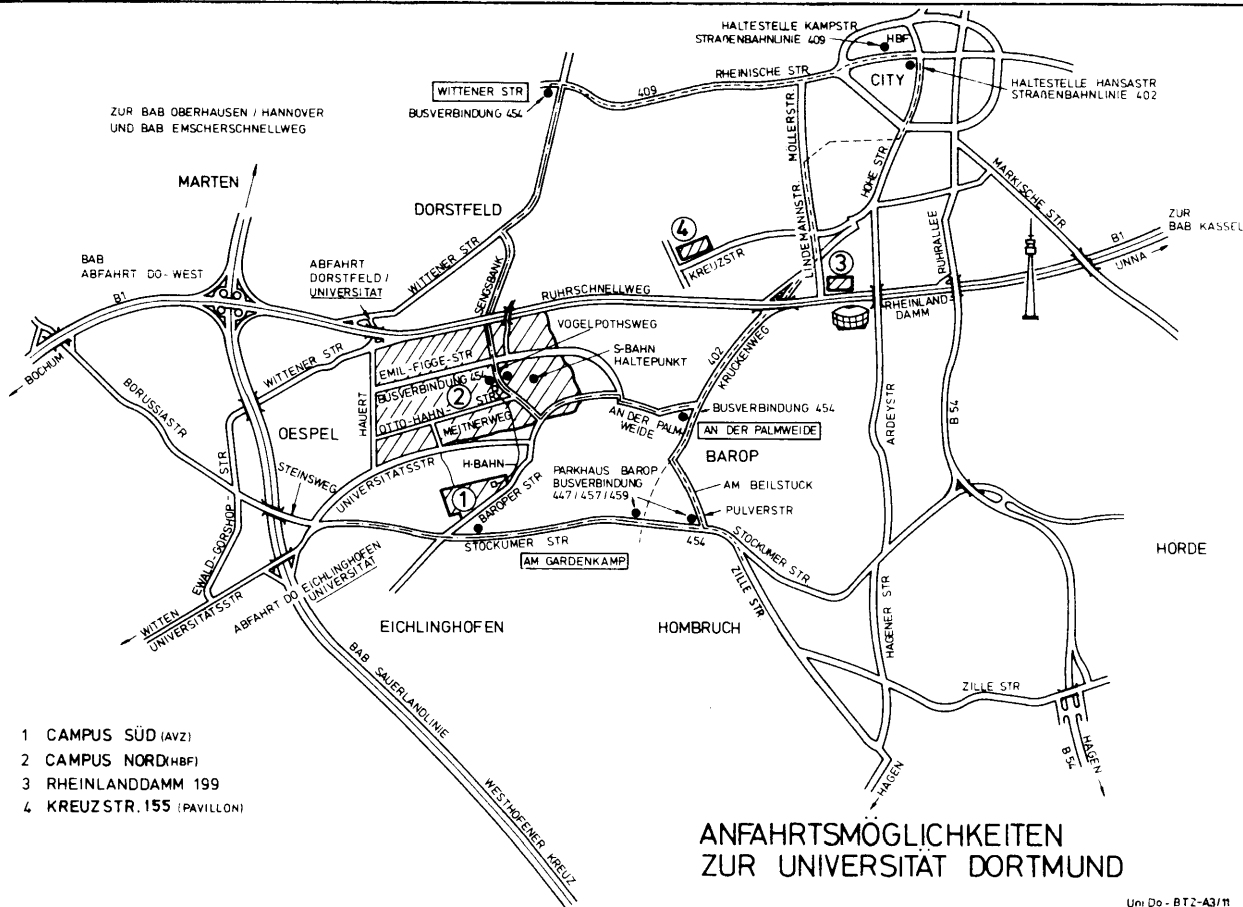 HALTESTELLE KAMPSTR
STRAßENBAHNLINIE 409
HBF
CITY
HALTESTELLE HANSASTR
STRAßENBAHNLINIE 402
RHEINISCHE STR.
409
WITTENER STR
BUSVERBINDUNG 454
ZUR BAB OBERHAUSEN / HANNOVER
UND BAB EMSCHERSCHNELLWEG
MARTEN
DORSTFELD
MÖLLERSTR.
LINDEMANNSTR.
HOHE STR
MÄRKISCHE STR
RUHRALLEE
ZUR
BAB KASSEL
B1
UNNA
4
KREUZSTR
3
BAB
ABFAHRT DO-WEST
B1
BOCHUM
ABFAHRT
DORSTFELD/
UNIVERSITÄT
WITTENER STR
SENGSBANK
RUHRSCHNELLWEG
RHEINLAND-
DAMM
VOGELPOTHSWEG
S-BAHN
HALTEPUNKT
EMIL-FIGGE-STR
BUSVERBINDUNG 454
2
OTTO-HAHN-STR
MEITNERWEG
HAUERT
WITTENER STR
BORUSSIASTR
OESPEL
STEINSWEG
UNIVERSITÄTSSTR
H-BAHN
1
BAROPER STR
402
KRUCKENWEG
AN DER PALM-
WEIDE
BUSVERBINDUNG 454
AN DER PALMWEIDE
BAROP
PARKHAUS BAROP
BUSVERBINDUNG
447/457/459
AM BEILSTÜCK
PULVERSTR
454
STOCKUMER STR
AM GARDENKAMP
STOCKUMER STR
ZILLE STR
ARDEYSTR
B 54
HÖRDE
EWALD-GÖRSHOP-STR
WITTEN
UNIVERSITÄTSSTR
ABFAHRT DO EICHLINGHOFEN
UNIVERSITÄT
EICHLINGHOFEN
HOMBRUCH
HAGENER STR
ZILLE STR
HAGEN
B 54
HAGEN
BAB SAUERLANDLINIE
WESTHOFENER KREUZ
1 CAMPUS SÜD (AVZ)
2 CAMPUS NORD (HBF)
3 RHEINLANDDAMM 199
4 KREUZSTR. 155 (PAVILLON)
ANFAHRTSMÖGLICHKEITEN
ZUR UNIVERSITÄT DORTMUND
Uni Do - BTZ-A3/11